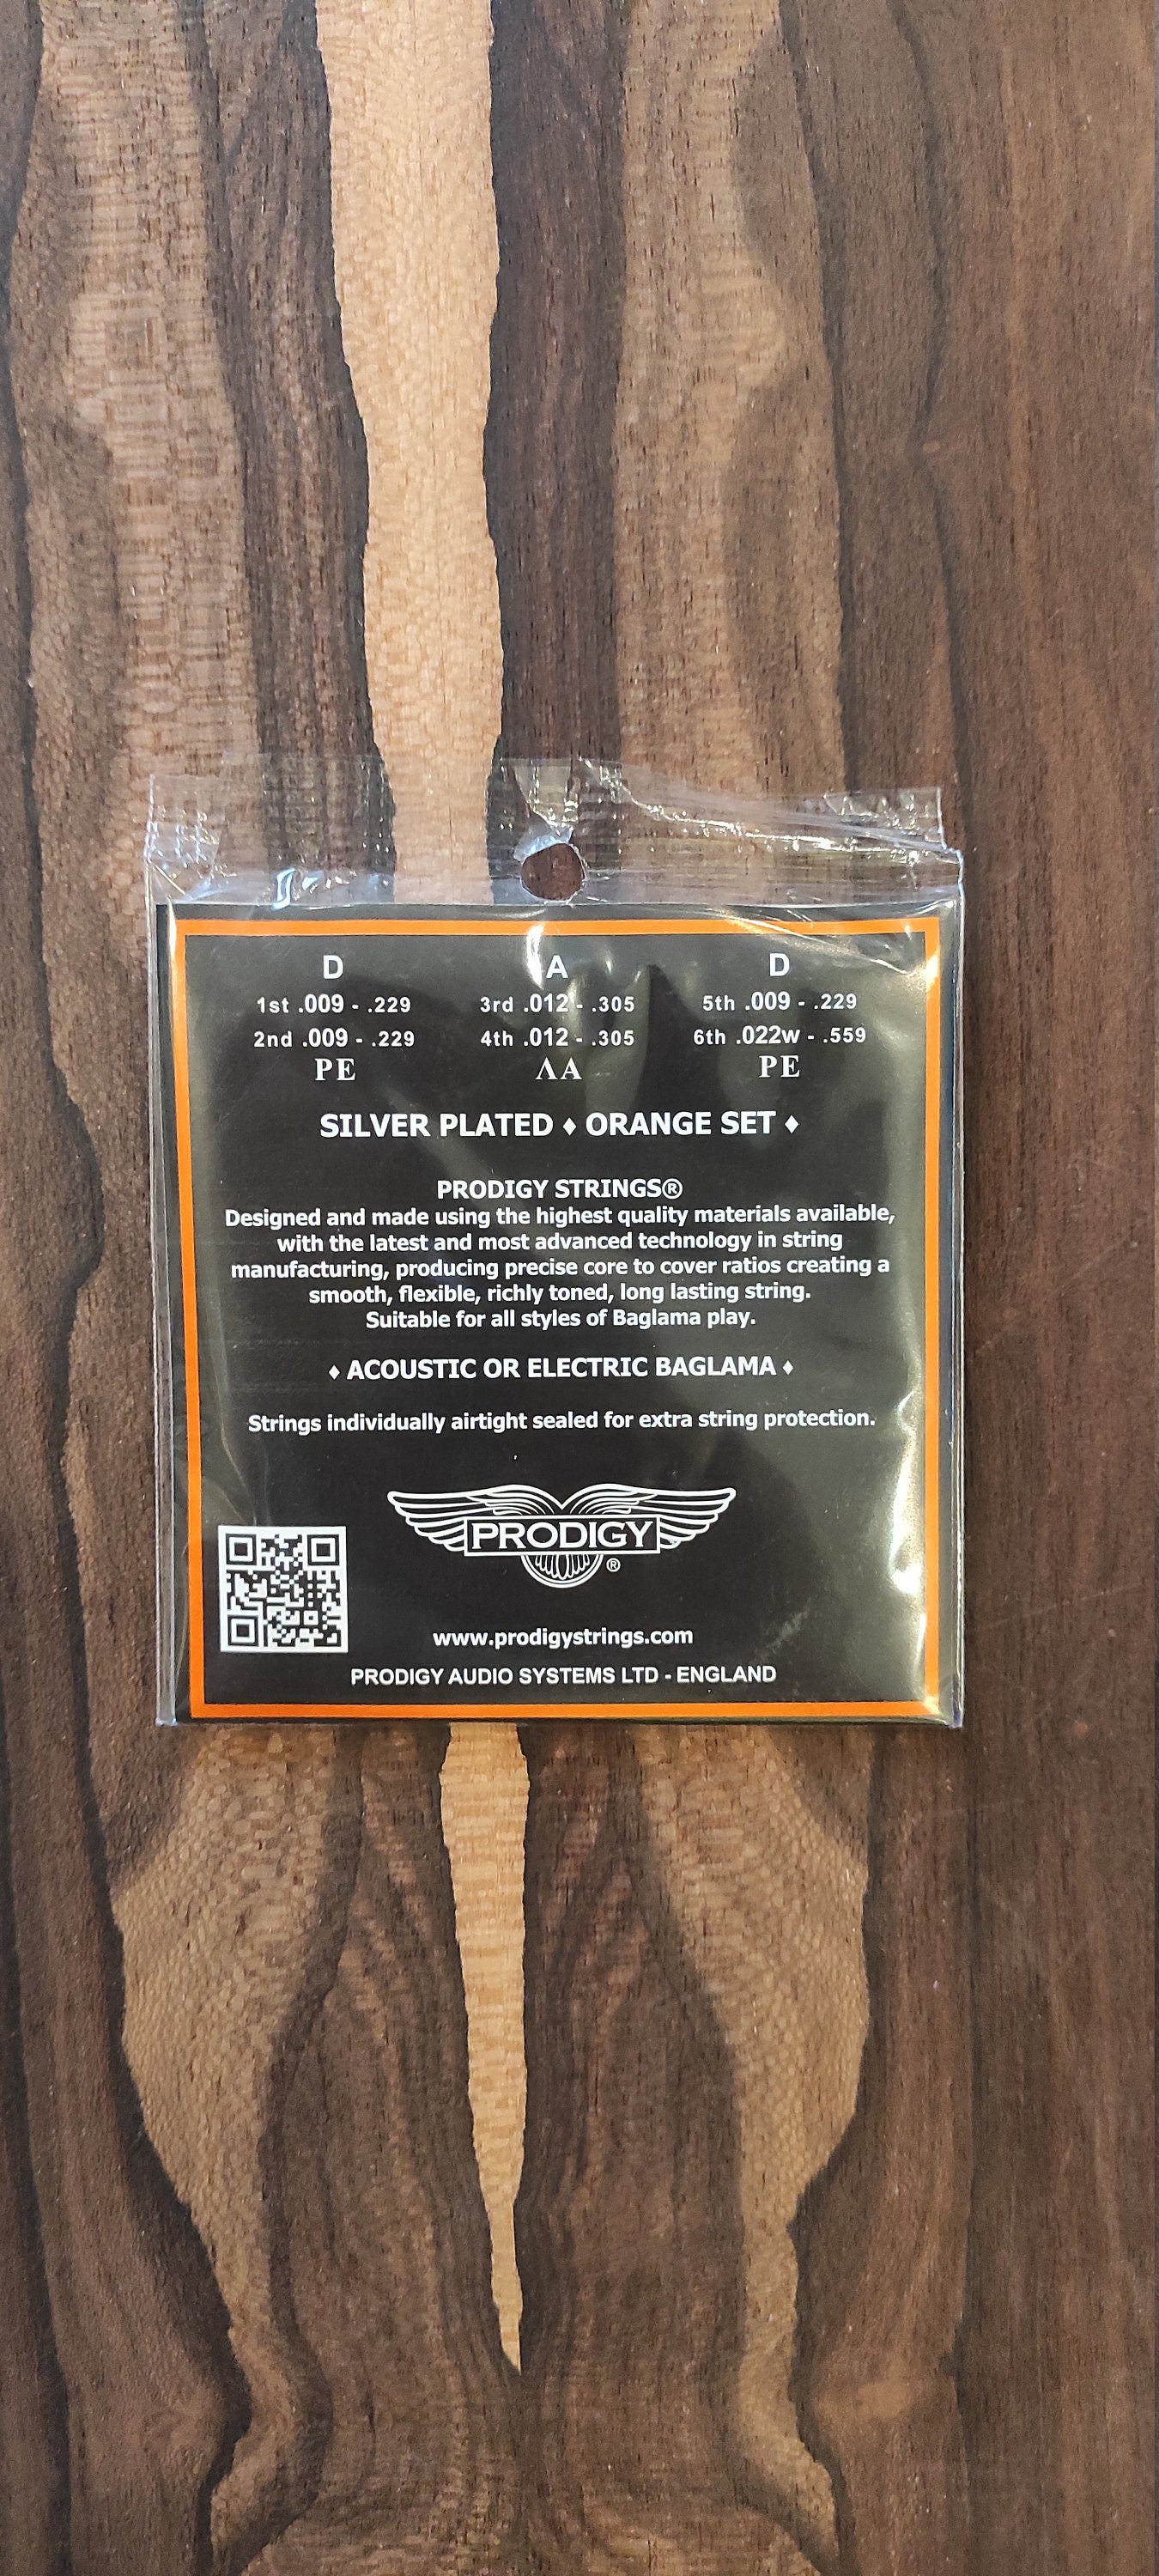 D A D
1st .009 - .229 3rd .012 - .305 5th .009 - .229
2nd .009 - .229 4th .012 - .305 6th .022w - .559
ΡΕ ΛΑ ΡΕ
SILVER PLATED ♦ ORANGE SET ♦
PRODIGY STRINGS®
Designed and made using the highest quality materials available,
with the latest and most advanced technology in string
manufacturing, producing precise core to cover ratios creating a
smooth, flexible, richly toned, long lasting string.
Suitable for all styles of Baglama play.
♦ ACOUSTIC OR ELECTRIC BAGLAMA ♦
Strings individually airtight sealed for extra string protection.
PRODIGY
®
www.prodigystrings.com
PRODIGY AUDIO SYSTEMS LTD - ENGLAND